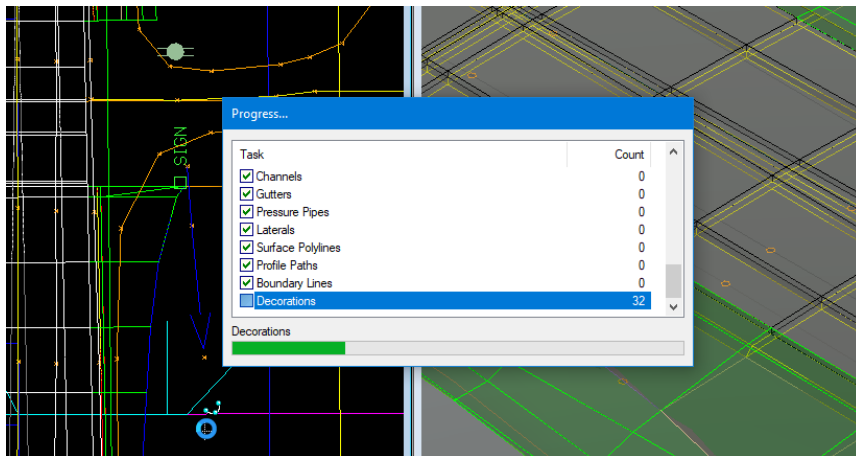 SIGN
Progress...
Task Count
Channels 0
Gutters 0
Pressure Pipes 0
Laterals 0
Surface Polylines 0
Profile Paths 0
Boundary Lines 0
Decorations 32
Decorations